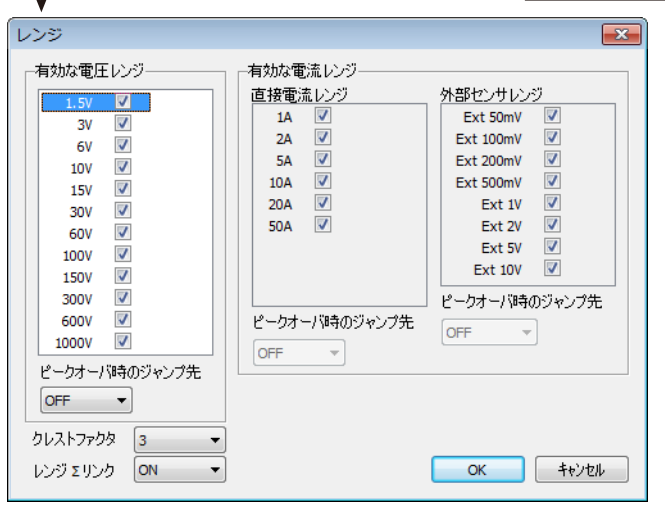 レンジ
有効な電圧レンジ
1.5V
3V
6V
10V
15V
30V
60V
100V
150V
300V
600V
1000V
ピークオーバ時のジャンプ先
OFF
有効な電流レンジ
直接電流レンジ
1A
2A
5A
10A
20A
50A
ピークオーバ時のジャンプ先
OFF
外部センサレンジ
Ext 50mV
Ext 100mV
Ext 200mV
Ext 500mV
Ext 1V
Ext 2V
Ext 5V
Ext 10V
ピークオーバ時のジャンプ先
OFF
クレストファクタ 3
レンジ Σリンク ON
OK キャンセル